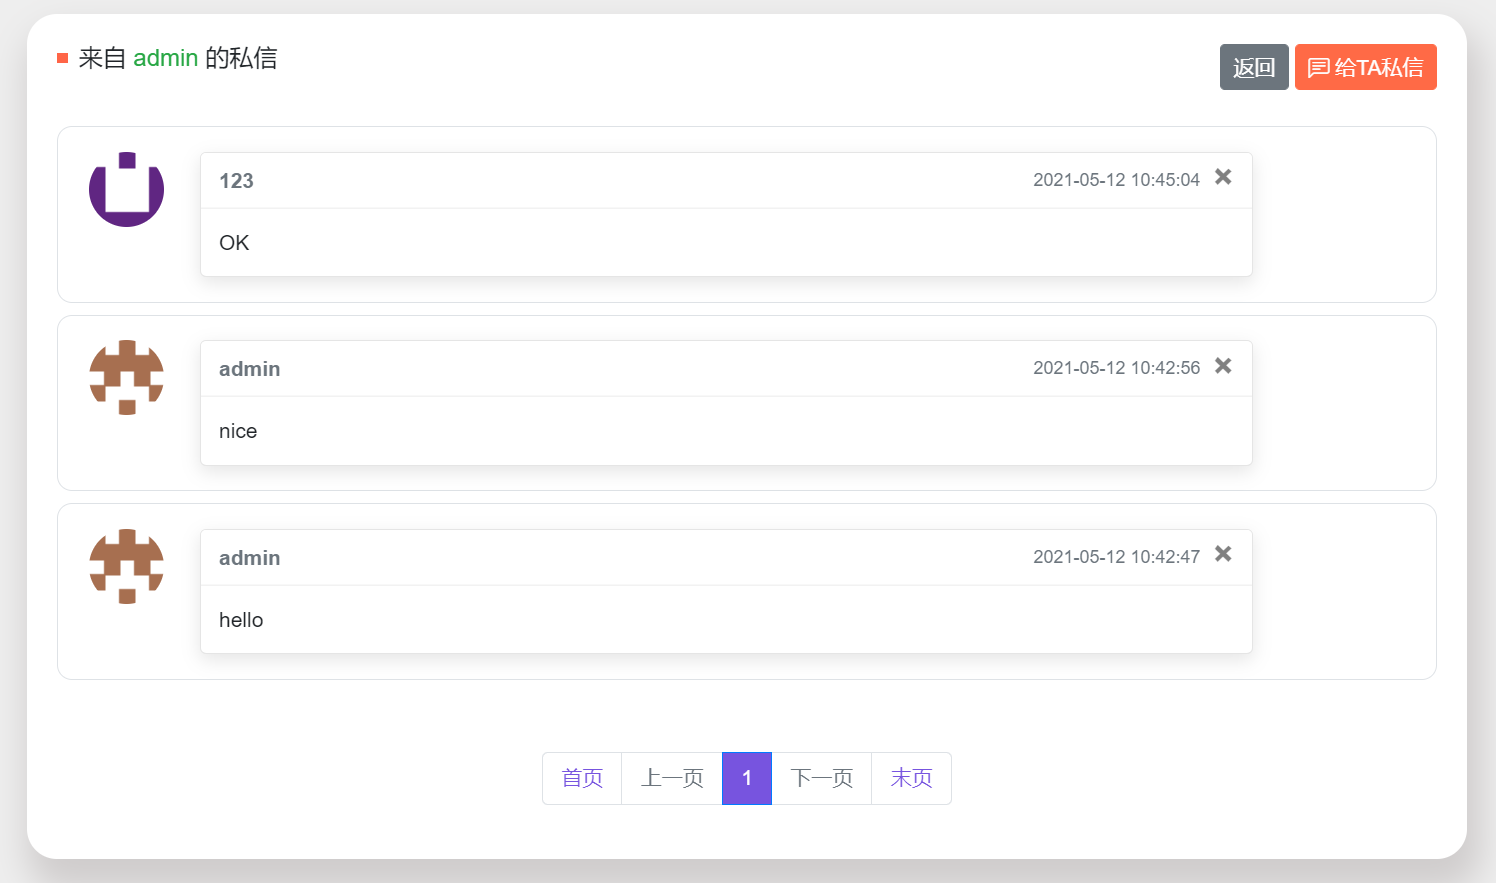 来自 admin 的私信
返回
给TA私信
123
2021-05-12 10:45:04
OK
admin
2021-05-12 10:42:56
nice
admin
2021-05-12 10:42:47
hello
首页 上一页 1 下一页 末页